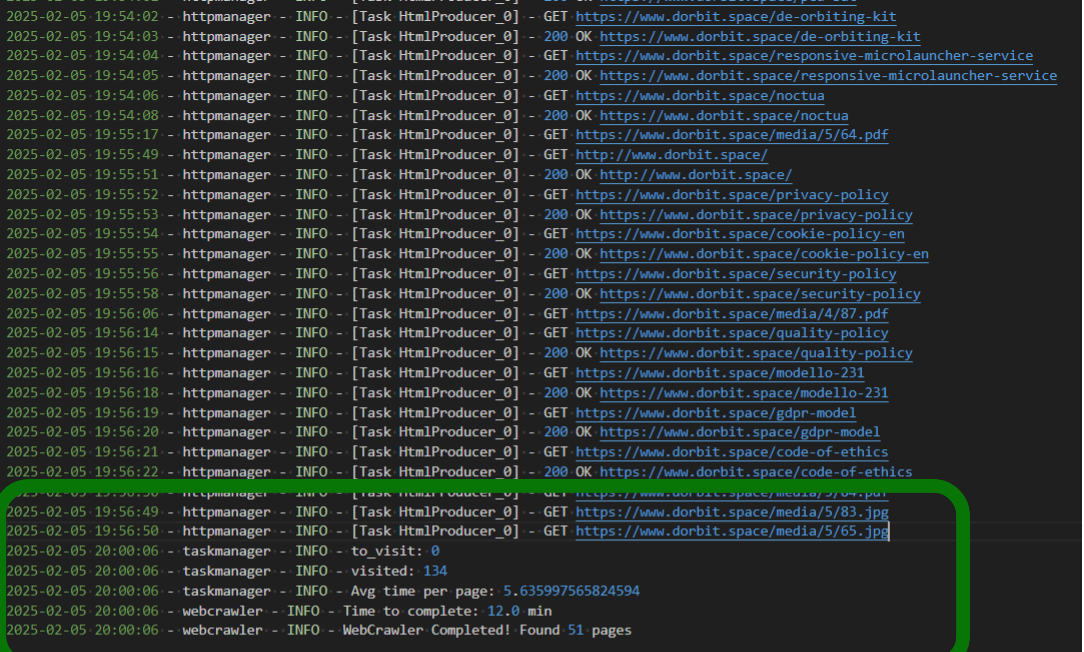 2025-02-05 19:54:02 - httpmanager - INFO - [Task HtmlProducer_0] - GET https://www.dorbit.space/de-orbiting-kit
2025-02-05 19:54:03 - httpmanager - INFO - [Task HtmlProducer_0] - 200 OK https://www.dorbit.space/de-orbiting-kit
2025-02-05 19:54:04 - httpmanager - INFO - [Task HtmlProducer_0] - GET https://www.dorbit.space/responsive-microlauncher-service
2025-02-05 19:54:05 - httpmanager - INFO - [Task HtmlProducer_0] - 200 OK https://www.dorbit.space/responsive-microlauncher-service
2025-02-05 19:54:06 - httpmanager - INFO - [Task HtmlProducer_0] - GET https://www.dorbit.space/noctua
2025-02-05 19:54:08 - httpmanager - INFO - [Task HtmlProducer_0] - 200 OK https://www.dorbit.space/noctua
2025-02-05 19:55:17 - httpmanager - INFO - [Task HtmlProducer_0] - GET https://www.dorbit.space/media/5/64.pdf
2025-02-05 19:55:49 - httpmanager - INFO - [Task HtmlProducer_0] - GET http://www.dorbit.space/
2025-02-05 19:55:51 - httpmanager - INFO - [Task HtmlProducer_0] - 200 OK http://www.dorbit.space/
2025-02-05 19:55:52 - httpmanager - INFO - [Task HtmlProducer_0] - GET https://www.dorbit.space/privacy-policy
2025-02-05 19:55:53 - httpmanager - INFO - [Task HtmlProducer_0] - 200 OK https://www.dorbit.space/privacy-policy
2025-02-05 19:55:54 - httpmanager - INFO - [Task HtmlProducer_0] - GET https://www.dorbit.space/cookie-policy-en
2025-02-05 19:55:55 - httpmanager - INFO - [Task HtmlProducer_0] - 200 OK https://www.dorbit.space/cookie-policy-en
2025-02-05 19:55:56 - httpmanager - INFO - [Task HtmlProducer_0] - GET https://www.dorbit.space/security-policy
2025-02-05 19:55:58 - httpmanager - INFO - [Task HtmlProducer_0] - 200 OK https://www.dorbit.space/security-policy
2025-02-05 19:56:06 - httpmanager - INFO - [Task HtmlProducer_0] - GET https://www.dorbit.space/media/4/87.pdf
2025-02-05 19:56:14 - httpmanager - INFO - [Task HtmlProducer_0] - GET https://www.dorbit.space/quality-policy
2025-02-05 19:56:15 - httpmanager - INFO - [Task HtmlProducer_0] - 200 OK https://www.dorbit.space/quality-policy
2025-02-05 19:56:16 - httpmanager - INFO - [Task HtmlProducer_0] - GET https://www.dorbit.space/modello-231
2025-02-05 19:56:18 - httpmanager - INFO - [Task HtmlProducer_0] - 200 OK https://www.dorbit.space/modello-231
2025-02-05 19:56:19 - httpmanager - INFO - [Task HtmlProducer_0] - GET https://www.dorbit.space/gdpr-model
2025-02-05 19:56:20 - httpmanager - INFO - [Task HtmlProducer_0] - 200 OK https://www.dorbit.space/gdpr-model
2025-02-05 19:56:21 - httpmanager - INFO - [Task HtmlProducer_0] - GET https://www.dorbit.space/code-of-ethics
2025-02-05 19:56:22 - httpmanager - INFO - [Task HtmlProducer_0] - 200 OK https://www.dorbit.space/code-of-ethics
2025-02-05 19:56:49 - httpmanager - INFO - [Task HtmlProducer_0] - GET https://www.dorbit.space/media/5/83.jpg
2025-02-05 19:56:50 - httpmanager - INFO - [Task HtmlProducer_0] - GET https://www.dorbit.space/media/5/65.jpg
2025-02-05 20:00:06 - taskmanager - INFO - to_visit: 0
2025-02-05 20:00:06 - taskmanager - INFO - visited: 134
2025-02-05 20:00:06 - taskmanager - INFO - Avg time per page: 5.635997565824594
2025-02-05 20:00:06 - webcrawler - INFO - Time to complete: 12.0 min
2025-02-05 20:00:06 - webcrawler - INFO - WebCrawler Completed! Found 51 pages